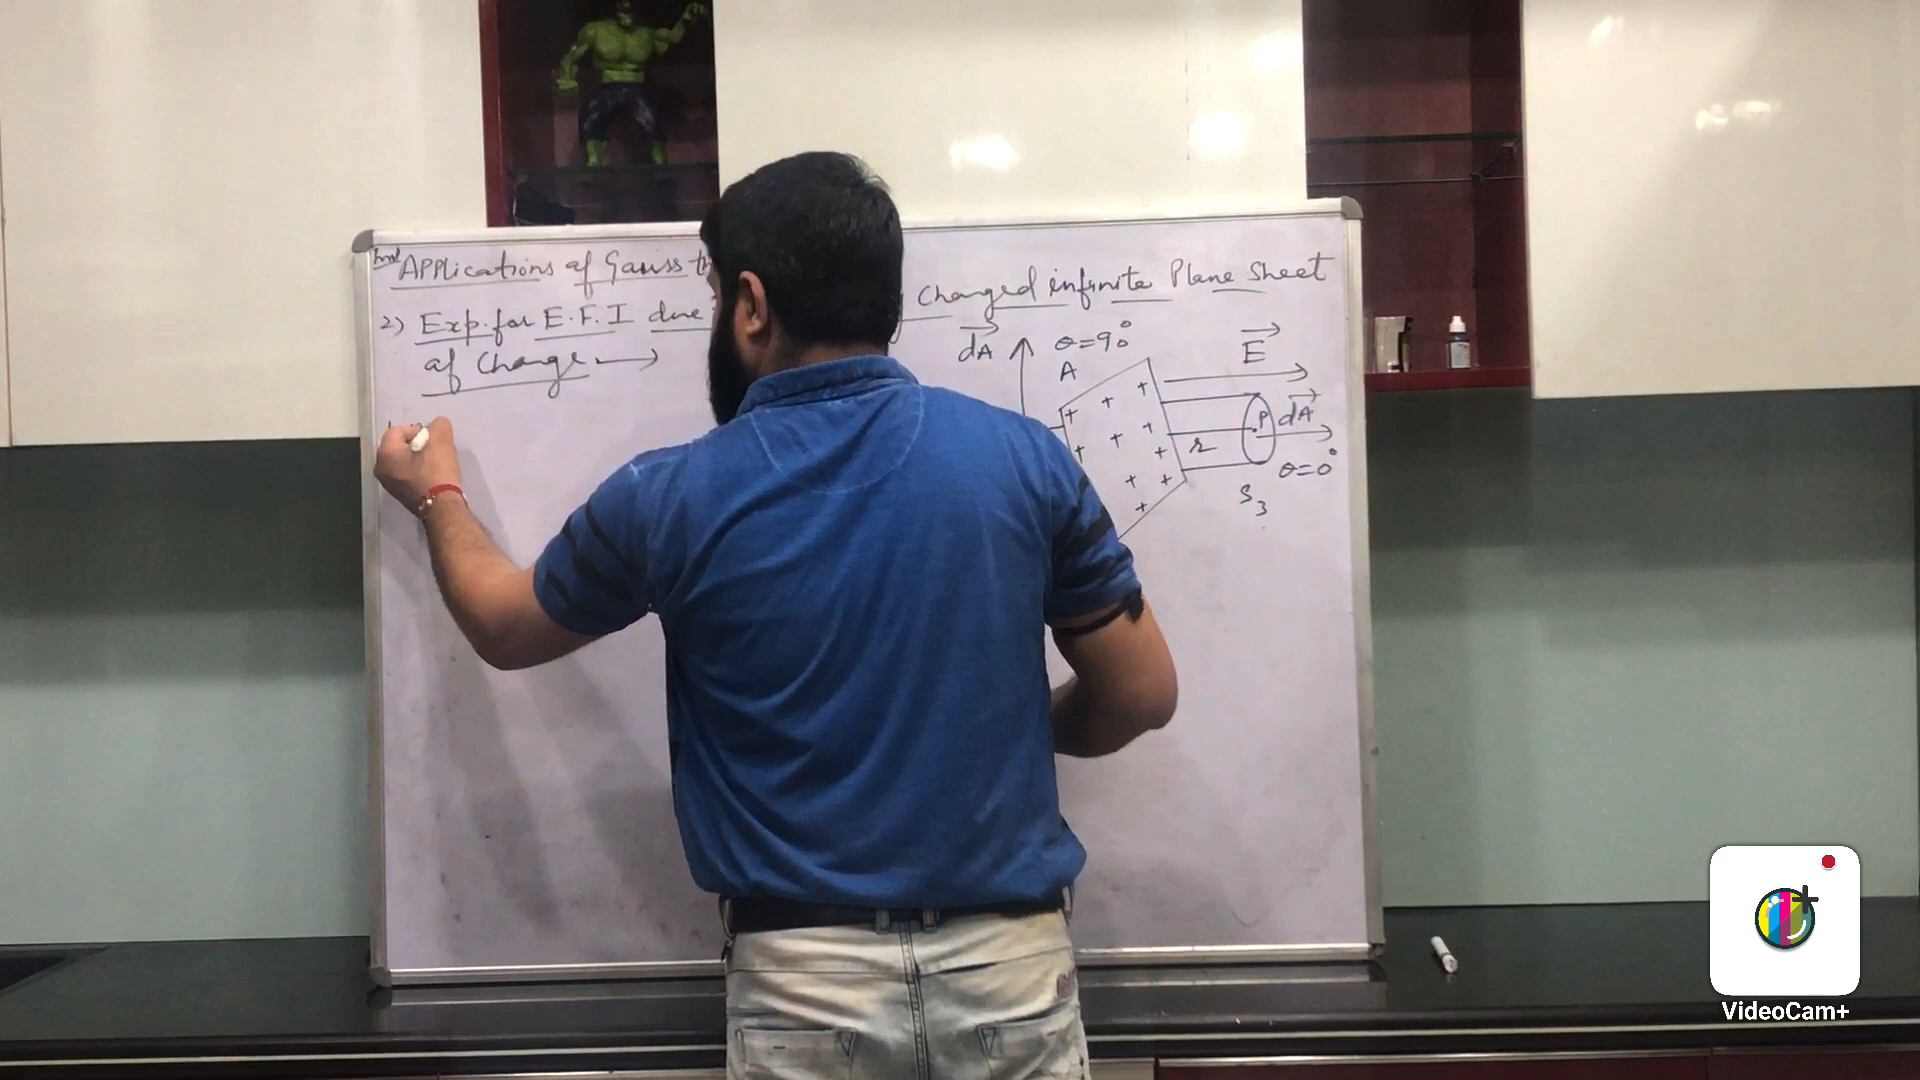 Imp Applications of Gauss
2) Exp. for E.F.I due
Charged infinite Plane Sheet
of Charge →
dA
θ=90°
A
E
P
dA
r
θ=0°
S3
VideoCam+